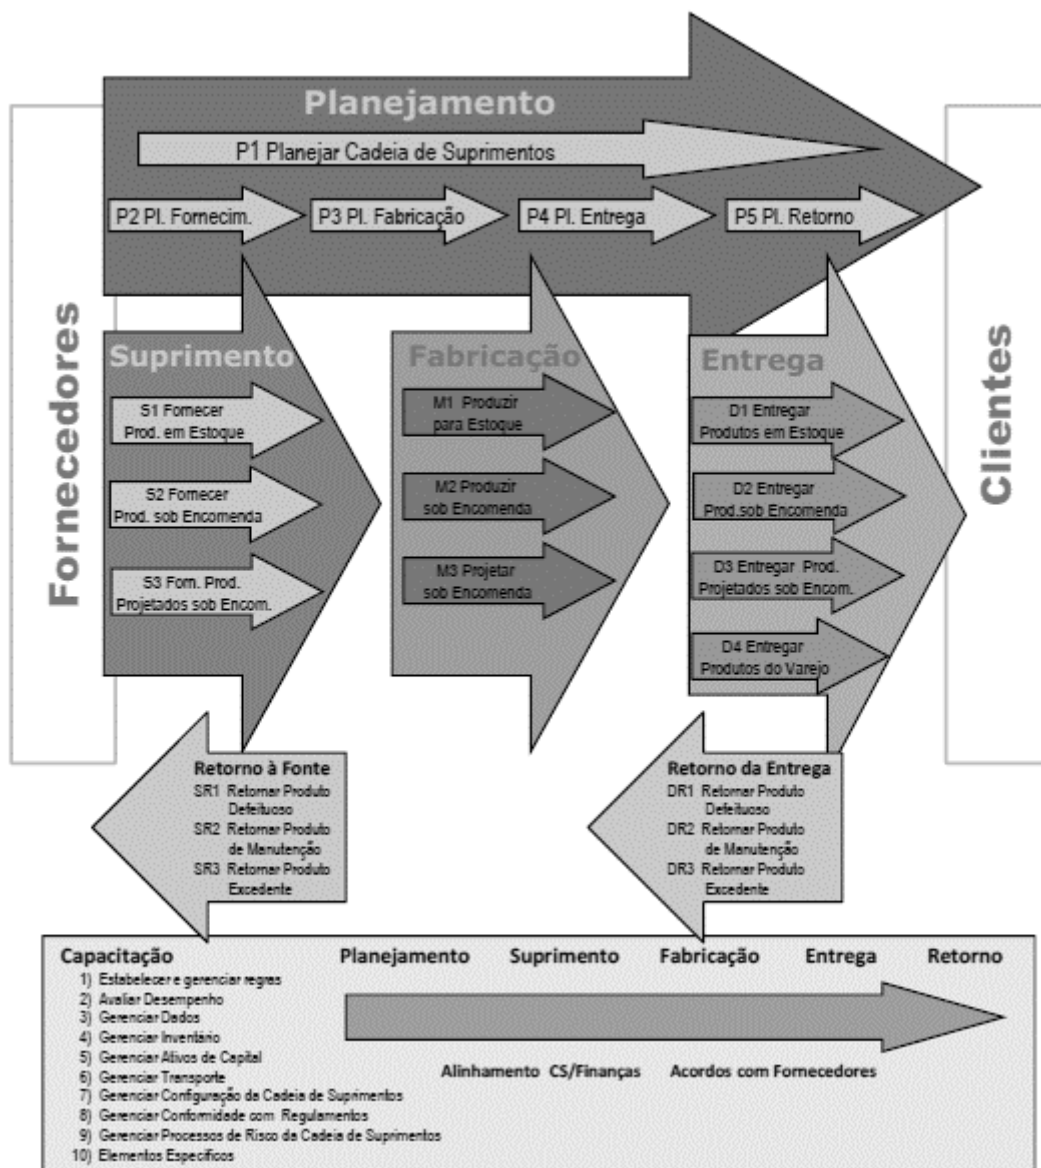 Planejamento
P1 Planejar Cadeia de Suprimentos
P2 Pl. Fornecim.
P3 Pl. Fabricação
P4 Pl. Entrega
P5 Pl. Retorno
Fornecedores
Suprimento
S1 Fornecer
Prod. em Estoque
S2 Fornecer
Prod. sob Encomenda
S3 Forn. Prod.
Projetados sob Encom.
Fabricação
M1 Produzir
para Estoque
M2 Produzir
sob Encomenda
M3 Projetar
sob Encomenda
Entrega
D1 Entregar
Produtos em Estoque
D2 Entregar
Prod.sob Encomenda
D3 Entregar Prod.
Projetados sob Encom.
D4 Entregar
Produtos do Varejo
Clientes
Retorno à Fonte
SR1 Retornar Produto
Defeituoso
SR2 Retornar Produto
de Manutenção
SR3 Retornar Produto
Excedente
Retorno da Entrega
DR1 Retornar Produto
Defeituoso
DR2 Retornar Produto
de Manutenção
DR3 Retornar Produto
Excedente
Capacitação
1) Estabelecer e gerenciar regras
2) Avaliar Desempenho
3) Gerenciar Dados
4) Gerenciar Inventário
5) Gerenciar Ativos de Capital
6) Gerenciar Transporte
7) Gerenciar Configuração da Cadeia de Suprimentos
8) Gerenciar Conformidade com Regulamentos
9) Gerenciar Processos de Risco da Cadeia de Suprimentos
10) Elementos Específicos
Planejamento Suprimento Fabricação Entrega Retorno
Alinhamento CS/Finanças Acordos com Fornecedores